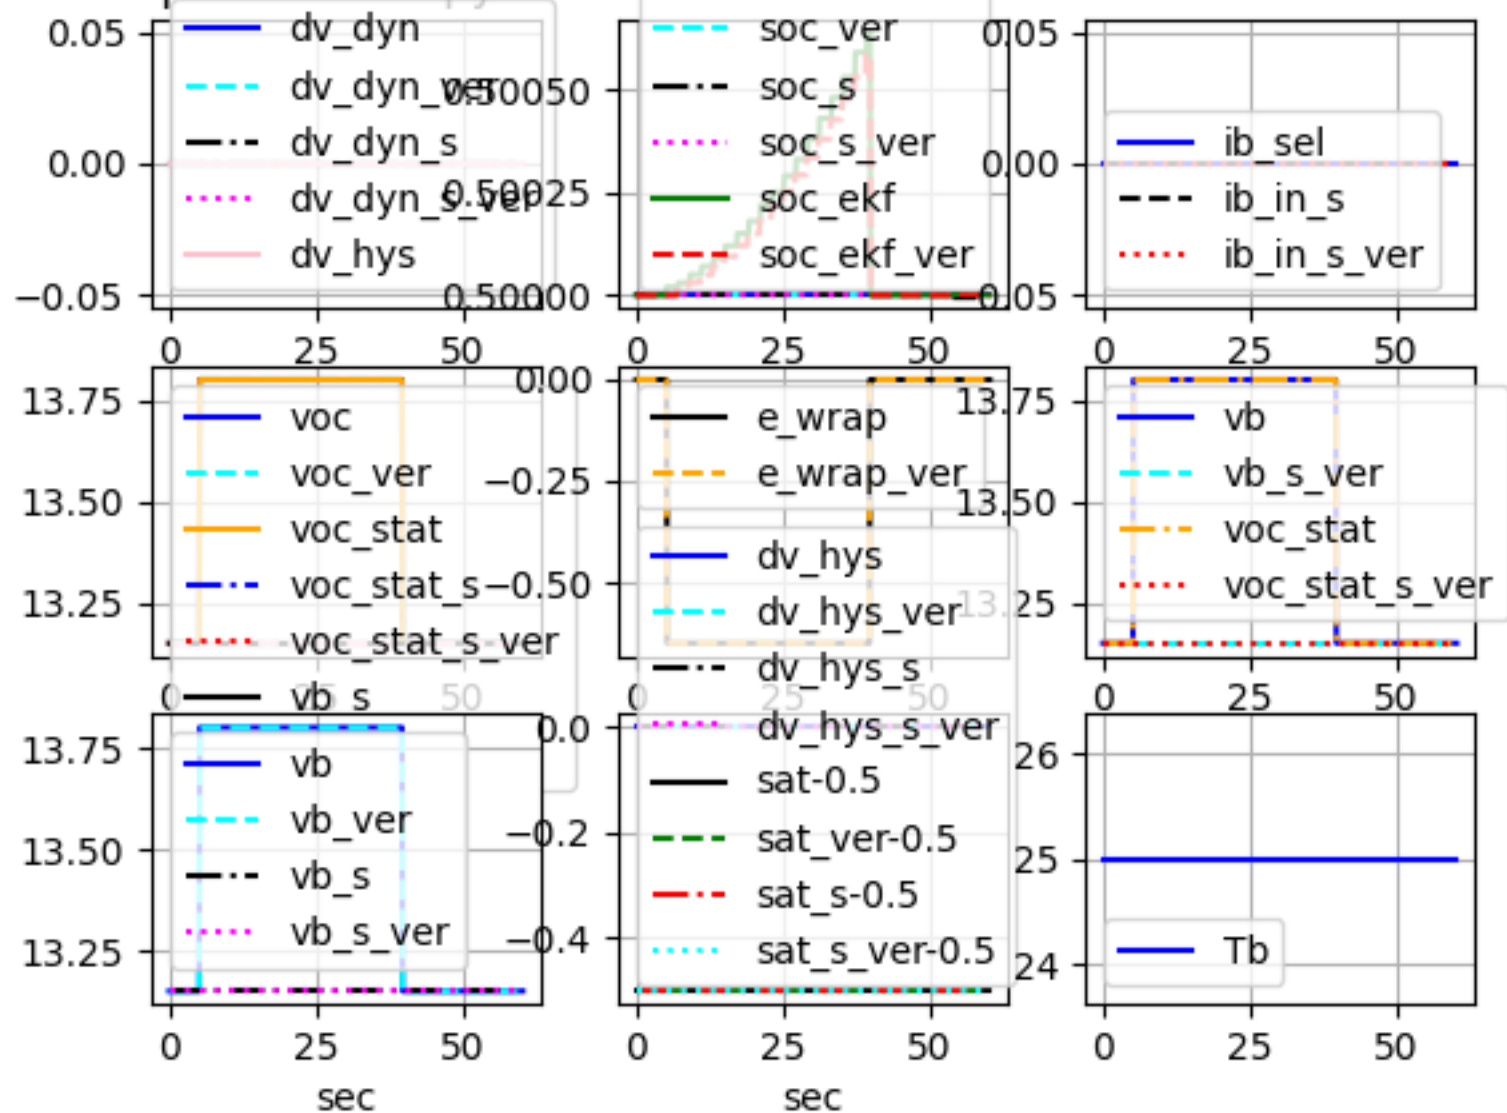 0.05
0.00
−0.05
dv_dyn
dv_dyn_ver
dv_dyn_s
dv_dyn_s_ver
dv_hys
0 25 50
0.50050
0.50025
0.50000
soc_ver
soc_s
soc_s_ver
soc_ekf
soc_ekf_ver
0 25 50
0.05
0.00
−0.05
ib_sel
ib_in_s
ib_in_s_ver
0 25 50
13.75
13.50
13.25
voc
voc_ver
voc_stat
voc_stat_s
voc_stat_s_ver
vb_s
0 25 50
0.00
−0.25
−0.50
e_wrap
e_wrap_ver
dv_hys
dv_hys_ver
dv_hys_s
dv_hys_s_ver
0 25 50
13.75
13.50
13.25
vb
vb_s_ver
voc_stat
voc_stat_s_ver
0 25 50
13.75
13.50
13.25
vb
vb_ver
vb_s
vb_s_ver
0 25 50
sec
0.0
−0.2
−0.4
sat-0.5
sat_ver-0.5
sat_s-0.5
sat_s_ver-0.5
0 25 50
sec
26
25
24
Tb
0 25 50